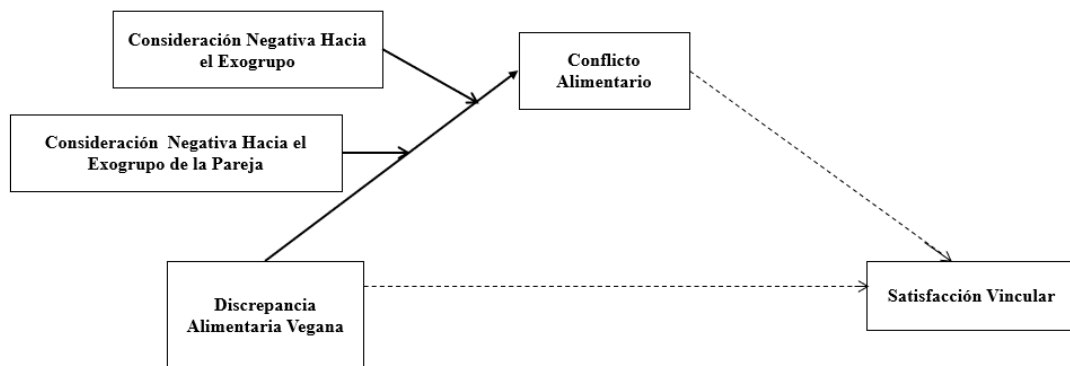 Consideración Negativa Hacia
el Exogrupo
Conflicto
Alimentario
Consideración Negativa Hacia el
Exogrupo de la Pareja
Discrepancia
Alimentaria Vegana
Satisfacción Vincular